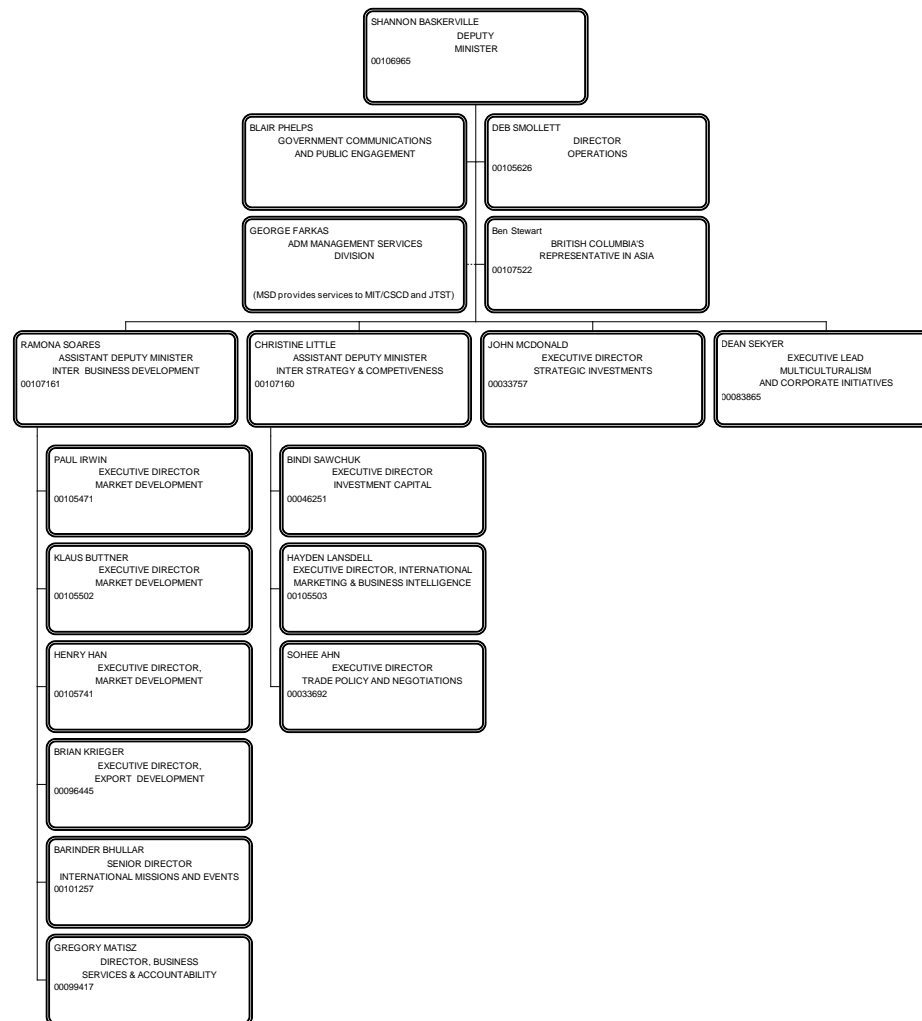 SHANNON BASKERVILLE
DEPUTY
MINISTER
00106965
BLAIR PHELPS
GOVERNMENT COMMUNICATIONS
AND PUBLIC ENGAGEMENT
DEB SMOLLETT
DIRECTOR
OPERATIONS
00105626
GEORGE FARKAS
ADM MANAGEMENT SERVICES
DIVISION
(MSD provides services to MIT/CSCD and JTST)
Ben Stewart
BRITISH COLUMBIA'S
REPRESENTATIVE IN ASIA
00107522
RAMONA SOARES
ASSISTANT DEPUTY MINISTER
INTER BUSINESS DEVELOPMENT
00107161
CHRISTINE LITTLE
ASSISTANT DEPUTY MINISTER
INTER STRATEGY & COMPETIVENESS
00107160
JOHN MCDONALD
EXECUTIVE DIRECTOR
STRATEGIC INVESTMENTS
00033757
DEAN SEKYER
EXECUTIVE LEAD
MULTICULTURALISM
AND CORPORATE INITIATIVES
00083865
PAUL IRWIN
EXECUTIVE DIRECTOR
MARKET DEVELOPMENT
00105471
KLAUS BUTTNER
EXECUTIVE DIRECTOR
MARKET DEVELOPMENT
00105502
HENRY HAN
EXECUTIVE DIRECTOR,
MARKET DEVELOPMENT
00105741
BRIAN KRIEGER
EXECUTIVE DIRECTOR,
EXPORT DEVELOPMENT
00096445
BARINDER BHULLAR
SENIOR DIRECTOR
INTERNATIONAL MISSIONS AND EVENTS
00101257
GREGORY MATISZ
DIRECTOR, BUSINESS
SERVICES & ACCOUNTABILITY
00099417
BINDI SAWCHUK
EXECUTIVE DIRECTOR
INVESTMENT CAPITAL
00046251
HAYDEN LANSDELL
EXECUTIVE DIRECTOR, INTERNATIONAL
MARKETING & BUSINESS INTELLIGENCE
00105503
SOHEE AHN
EXECUTIVE DIRECTOR
TRADE POLICY AND NEGOTIATIONS
00033692